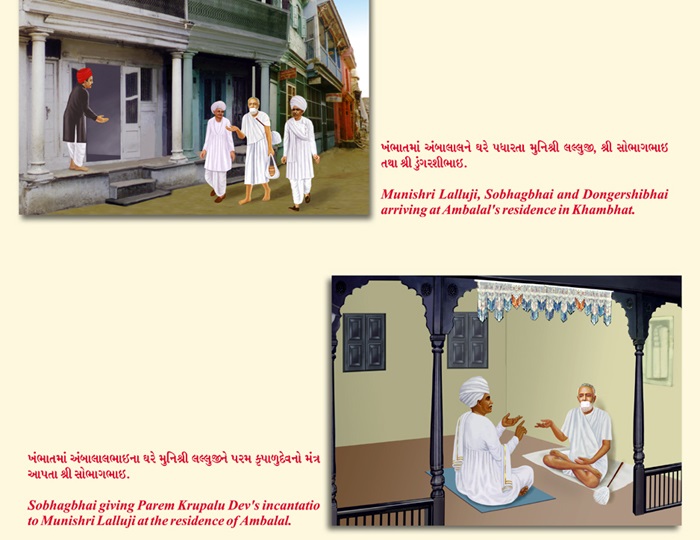 ખંભાતમાં અંબાલાલને ઘરે પધારતા મુનિશ્રી લલ્લુજી, શ્રી સોભાગભાઇ
તથા શ્રી ડુંગરશીભાઇ.
Munishri Lalluji, Sobhagbhai and Dongershibhai
arriving at Ambalal's residence in Khambhat.
ખંભાતમાં અંબાલાલભાઇના ઘરે મુનિશ્રી લલ્લુજીને પરમ કૃપાળુદેવનો મંત્ર
આપતા શ્રી સોભાગભાઇ.
Sobhagbhai giving Parem Krupalu Dev's incantatio
to Munishri Lalluji at the residence of Ambalal.